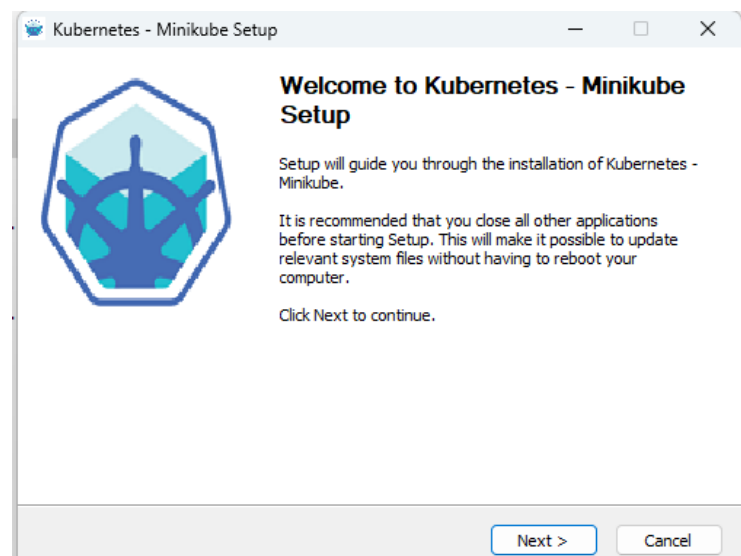 Kubernetes - Minikube Setup
Welcome to Kubernetes - Minikube
Setup
Setup will guide you through the installation of Kubernetes -
Minikube.
It is recommended that you close all other applications
before starting Setup. This will make it possible to update
relevant system files without having to reboot your
computer.
Click Next to continue.
Next >
Cancel